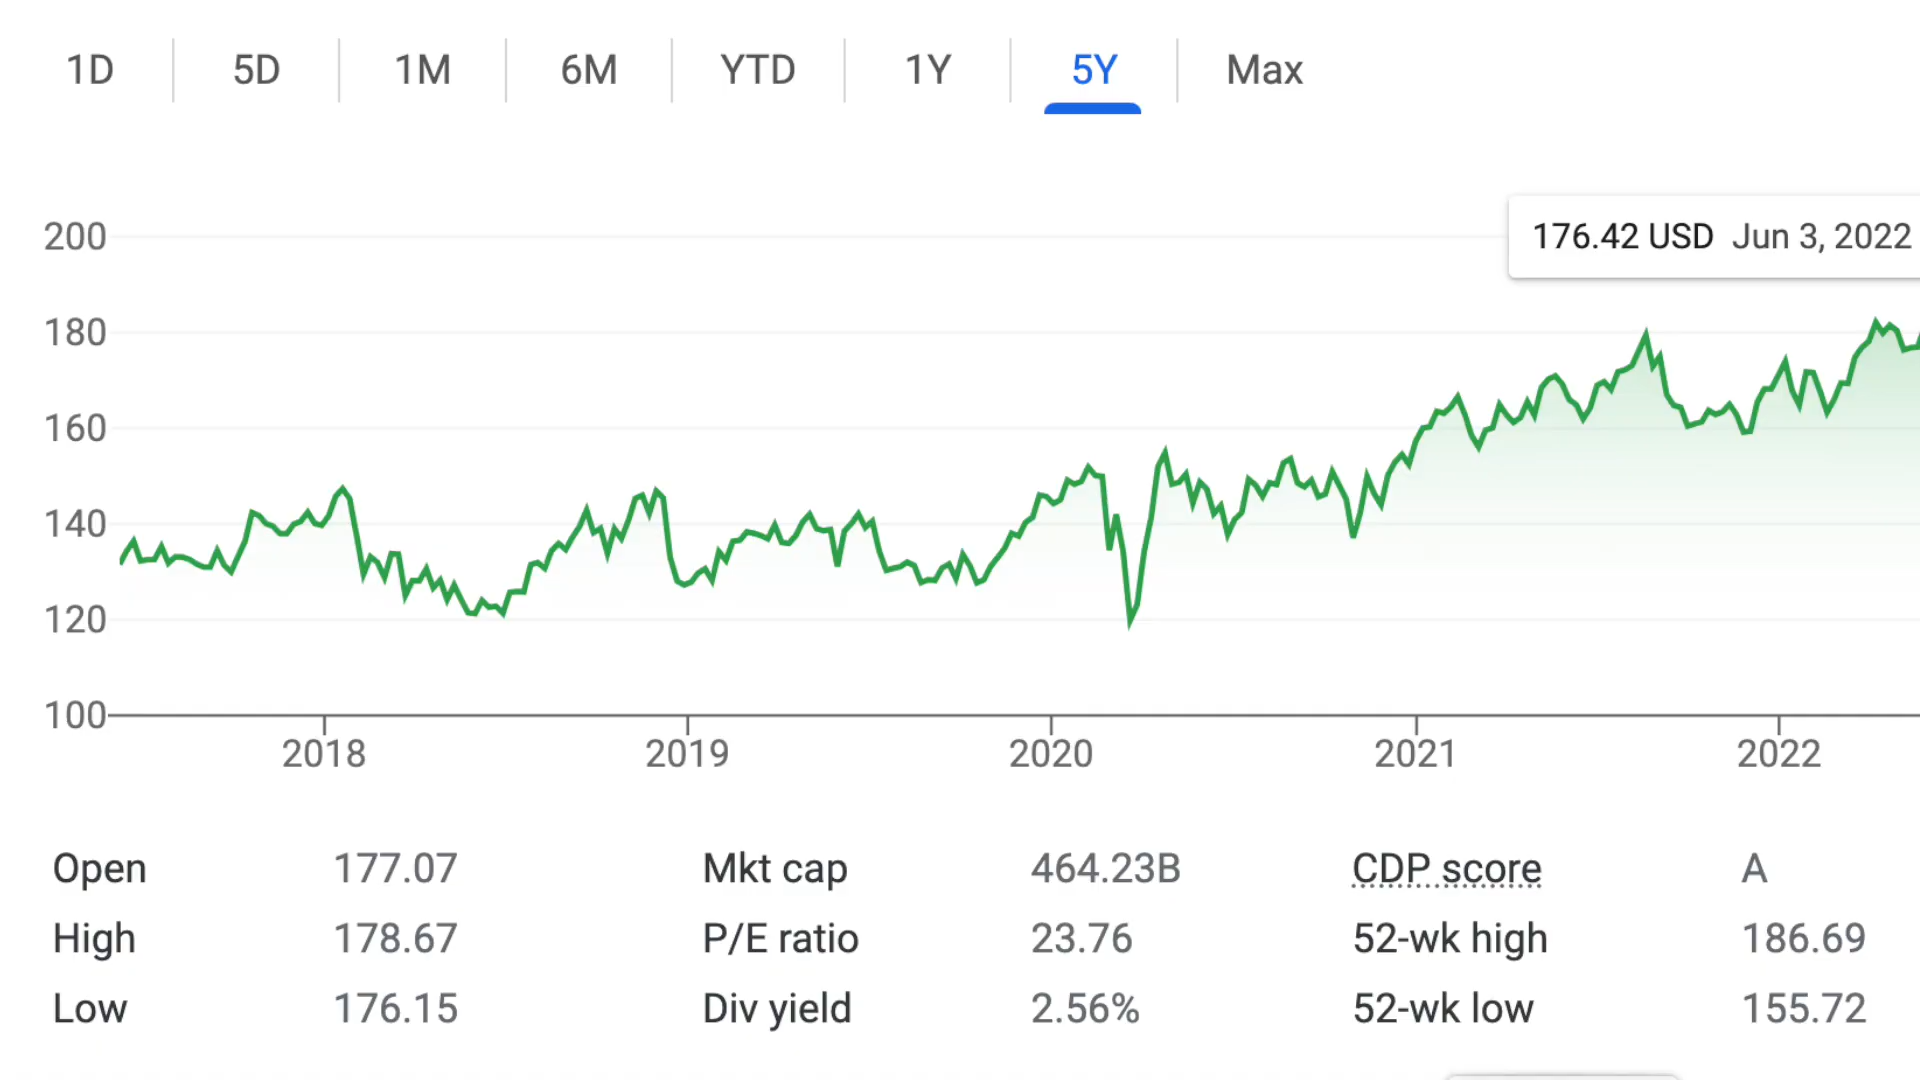 1D 5D 1M 6M YTD 1Y 5Y Max
176.42 USD Jun 3, 2022
200
180
160
140
120
100
2018 2019 2020 2021 2022
Open 177.07 Mkt cap 464.23B CDP score A
High 178.67 P/E ratio 23.76 52-wk high 186.69
Low 176.15 Div yield 2.56% 52-wk low 155.72